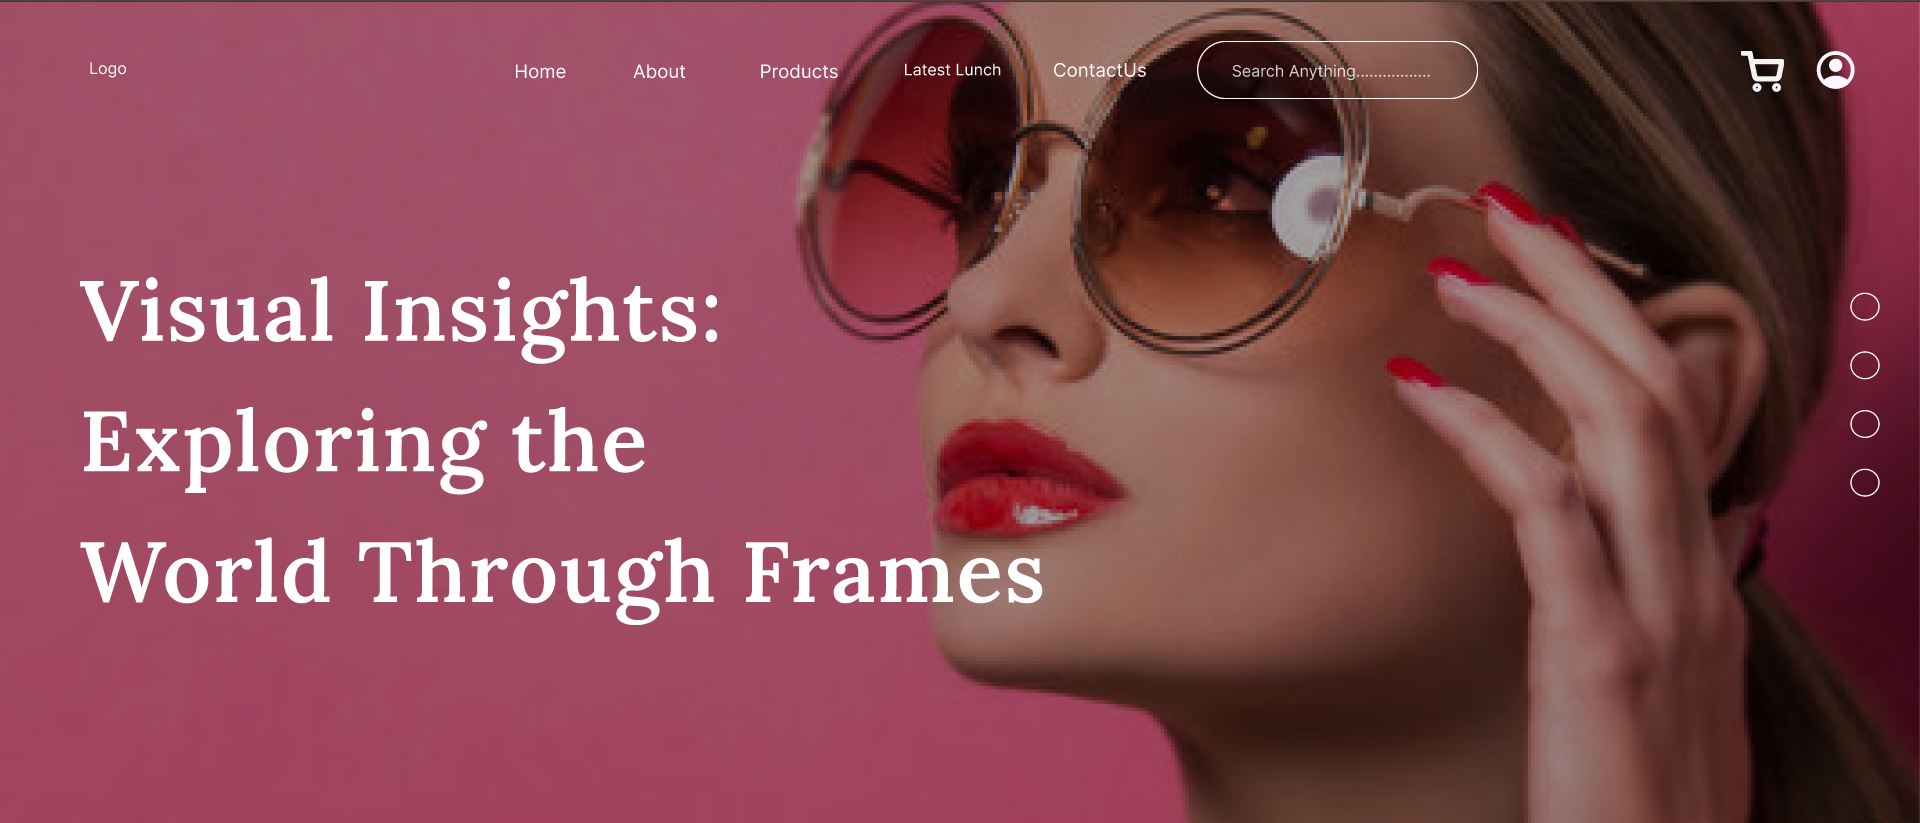 Logo
Home
About
Products
Latest Lunch
ContactUs
Search Anything.................
Visual Insights:
Exploring the
World Through Frames